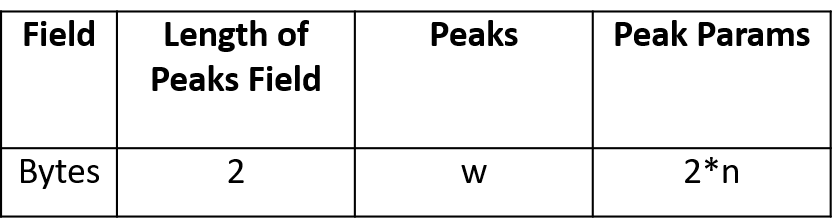 Field Length of Peaks Peak Params
Peaks Field
Bytes 2 w 2*n